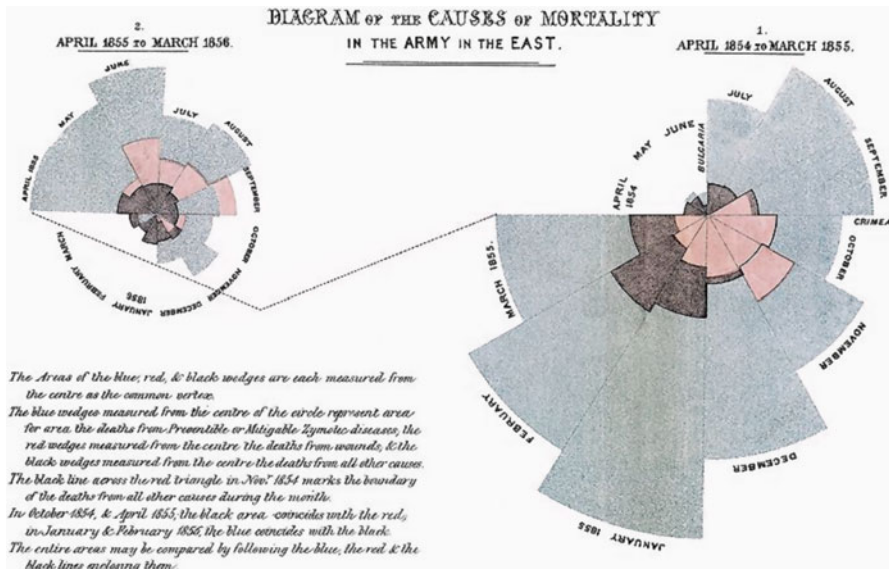 DIAGRAM OF THE CAUSES OF MORTALITY
IN THE ARMY IN THE EAST.
2.
APRIL 1855 TO MARCH 1856.
1.
APRIL 1854 TO MARCH 1855.
APRIL 1855
MAY
JUNE
JULY
AUGUST
SEPTEMBER
OCTOBER
NOVEMBER
DECEMBER
JANUARY
1856
FEBRUARY
MARCH
APRIL
1854
MAY
JUNE
BULGARIA
JULY
AUGUST
SEPTEMBER
CRIMEA
OCTOBER
NOVEMBER
DECEMBER
JANUARY 1855
FEBRUARY
MARCH 1855.
The Areas of the blue, red, & black wedges are each measured from
the centre as the common vertex.
The blue wedges measured from the centre of the circle represent area
for area the deaths from Preventible or Mitigable Zymotic diseases, the
red wedges measured from the centre the deaths from wounds, & the
black wedges measured from the centre the deaths from all other causes.
The black line across the red triangle in Novr. 1854 marks the boundary
of the deaths from all other causes during the month.
In October 1854, & April 1855, the black area coincides with the red,
in January & February 1856, the blue coincides with the black.
The entire areas may be compared by following the blue, the red & the
black lines enclosing them.